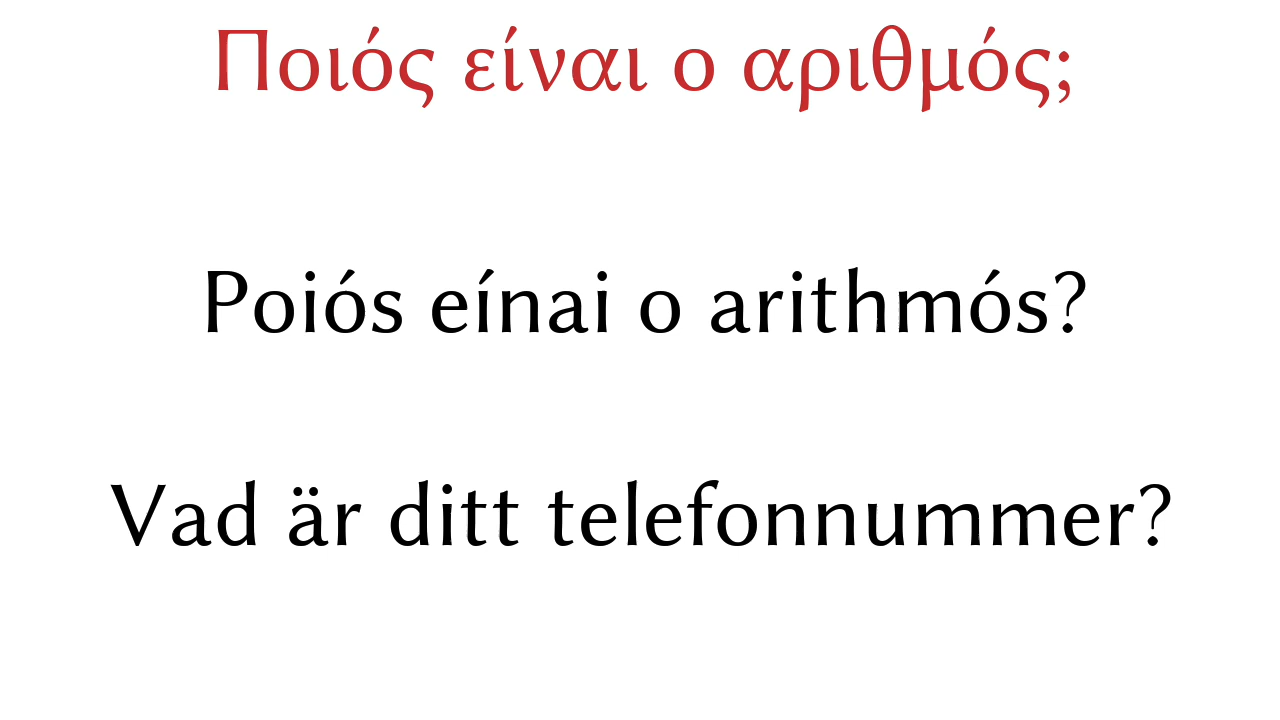 Ποιός είναι ο αριθμός;
Poiós eínai o arithmós?
Vad är ditt telefonnummer?